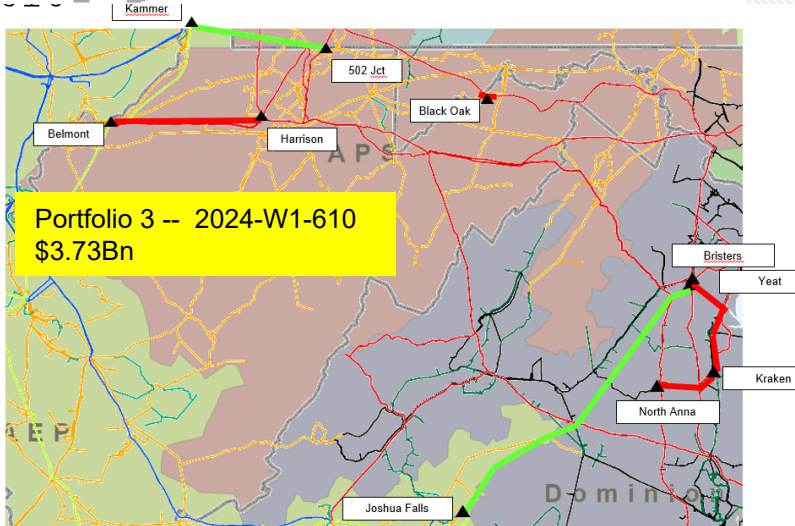 Kammer
502 Jct
Black Oak
Belmont
Harrison
APS
Portfolio 3 -- 2024-W1-610
$3.73Bn
Bristers
Yeat
Kraken
North Anna
AEP
Joshua Falls
Dominion